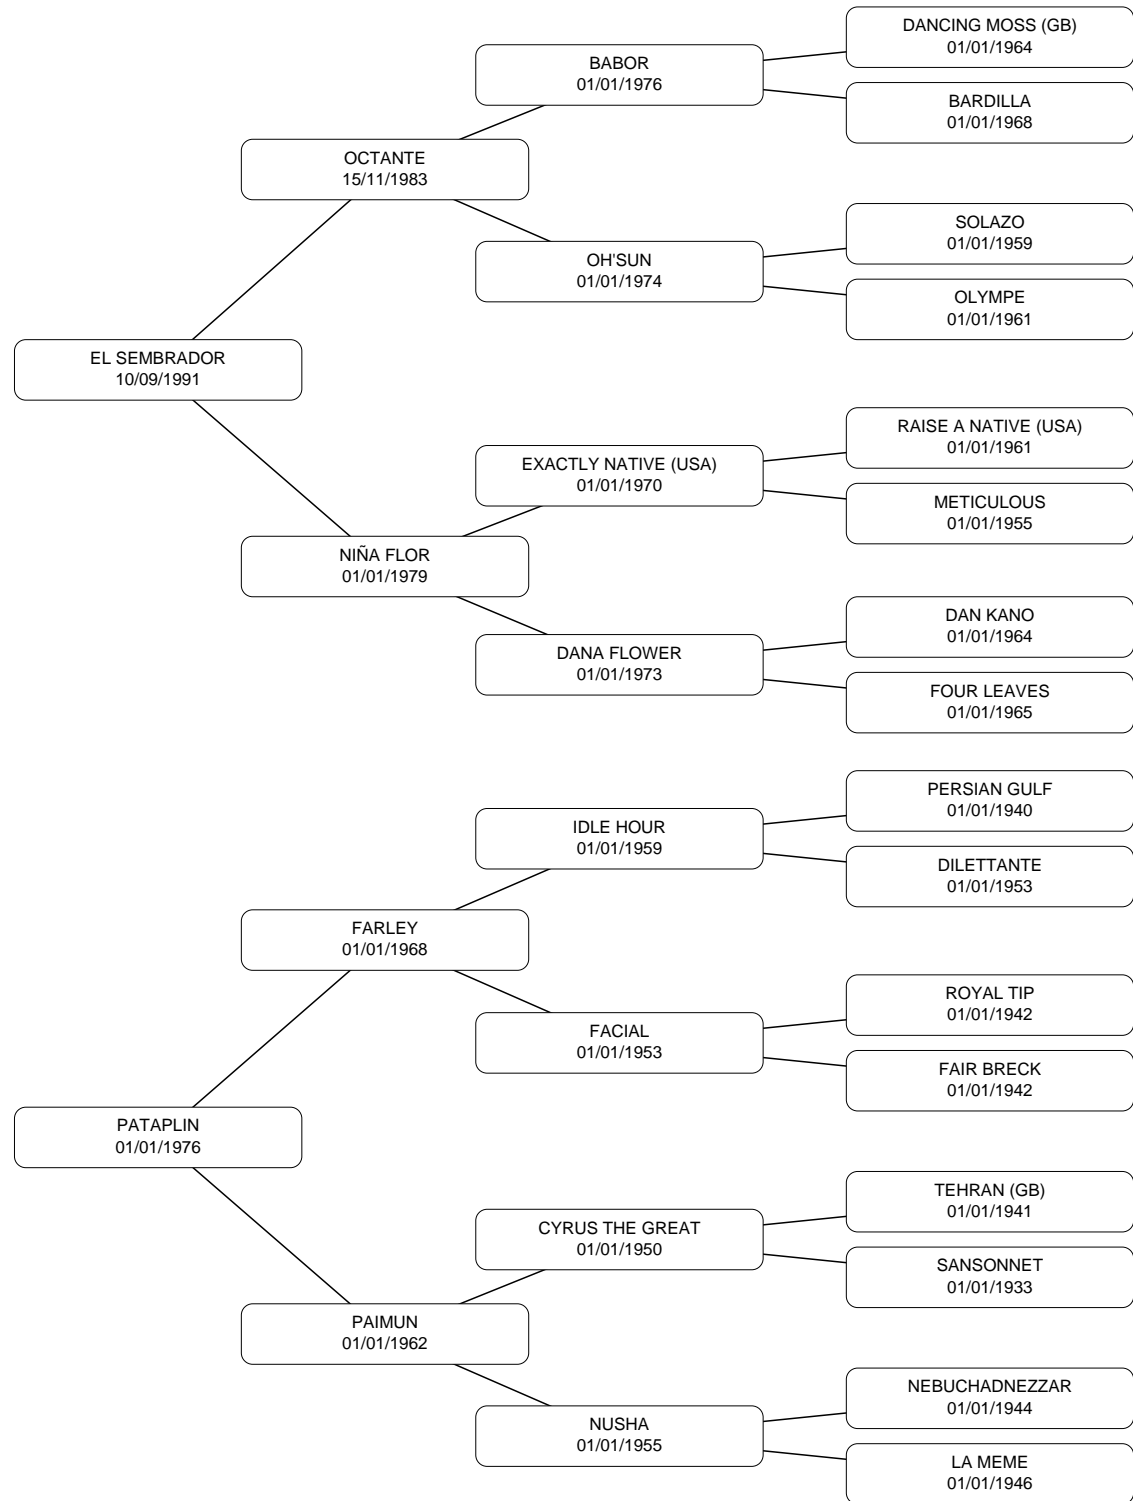 DANCING MOSS (GB)
01/01/1964
BABOR
01/01/1976
BARDILLA
01/01/1968
OCTANTE
15/11/1983
SOLAZO
01/01/1959
OH'SUN
01/01/1974
OLYMPE
01/01/1961
EL SEMBRADOR
10/09/1991
RAISE A NATIVE (USA)
01/01/1961
EXACTLY NATIVE (USA)
01/01/1970
METICULOUS
01/01/1955
NIÑA FLOR
01/01/1979
DAN KANO
01/01/1964
DANA FLOWER
01/01/1973
FOUR LEAVES
01/01/1965
PERSIAN GULF
01/01/1940
IDLE HOUR
01/01/1959
DILETTANTE
01/01/1953
FARLEY
01/01/1968
ROYAL TIP
01/01/1942
FACIAL
01/01/1953
FAIR BRECK
01/01/1942
PATAPLIN
01/01/1976
TEHRAN (GB)
01/01/1941
CYRUS THE GREAT
01/01/1950
SANSONNET
01/01/1933
PAIMUN
01/01/1962
NEBUCHADNEZZAR
01/01/1944
NUSHA
01/01/1955
LA MEME
01/01/1946